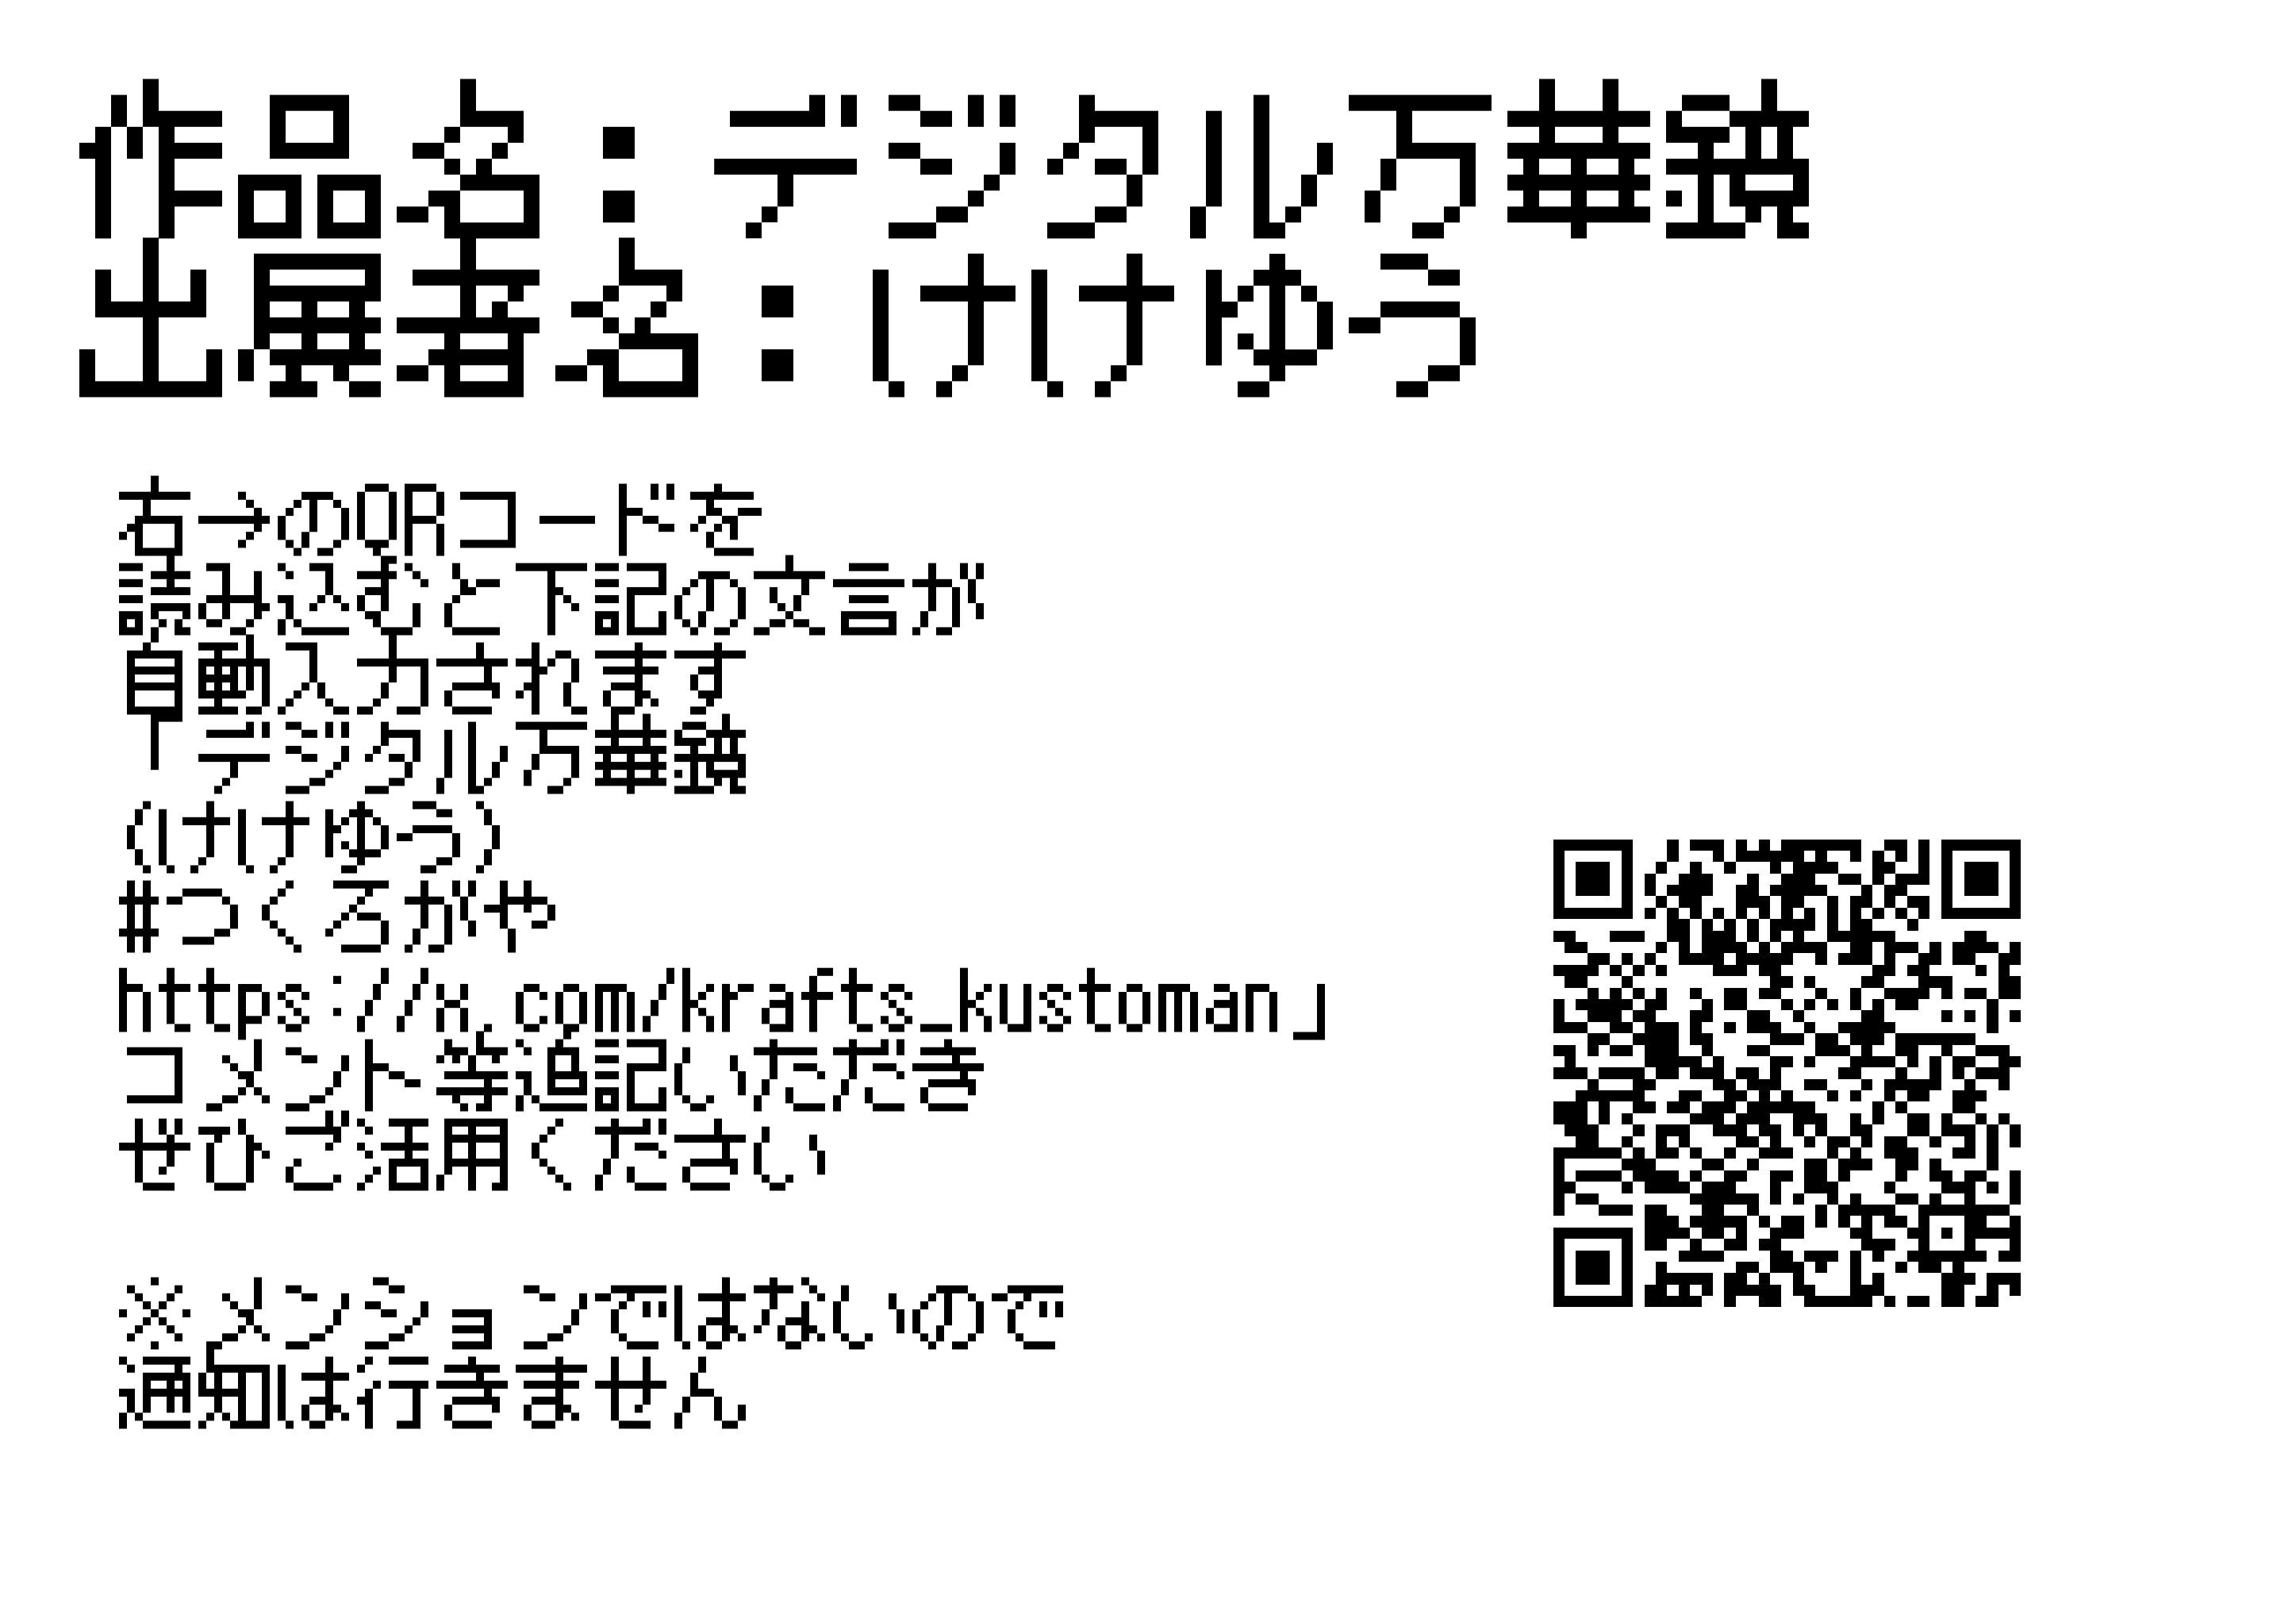 作品名：デジタル万華鏡
出展者名：けけゆう
右→のQRコードを
読み込むと下記の文言が
自動入力されます
「デジタル万華鏡
(けけゆう)
#つくろがや
https://x.com/krafts_kustoman」
コメント等追記いただき
ぜひご活用ください
※メンションではないので
通知は行きません